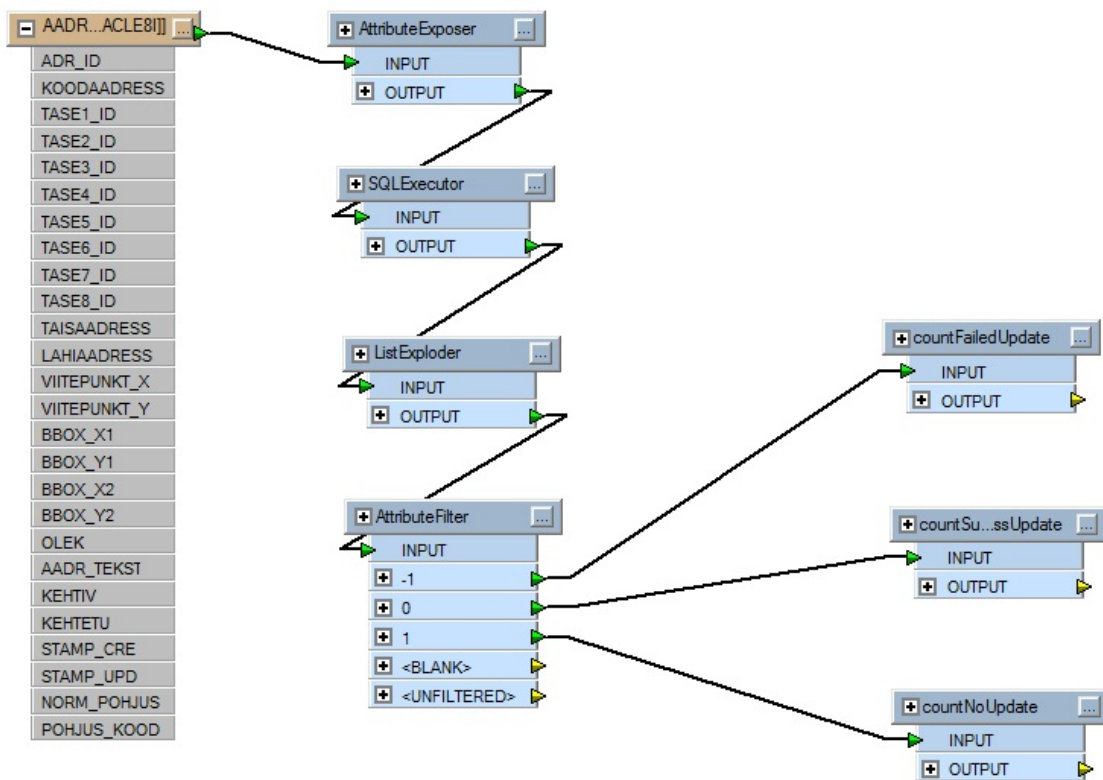 AADR...ACLE8I]] ...
ADR_ID
KOODAADRESS
TASE1_ID
TASE2_ID
TASE3_ID
TASE4_ID
TASE5_ID
TASE6_ID
TASE7_ID
TASE8_ID
TAISAADRESS
LAHIAADRESS
VIITEPUNKT_X
VIITEPUNKT_Y
BBOX_X1
BBOX_Y1
BBOX_X2
BBOX_Y2
OLEK
AADR_TEKST
KEHTIV
KEHTETU
STAMP_CRE
STAMP_UPD
NORM_POHJUS
POHJUS_KOOD
AttributeExposer ...
INPUT
OUTPUT
SQLExecutor ...
INPUT
OUTPUT
ListExploder ...
INPUT
OUTPUT
AttributeFilter ...
INPUT
-1
0
1
<BLANK>
<UNFILTERED>
countFailedUpdate ...
INPUT
OUTPUT
countSu...ssUpdate ...
INPUT
OUTPUT
countNoUpdate ...
INPUT
OUTPUT